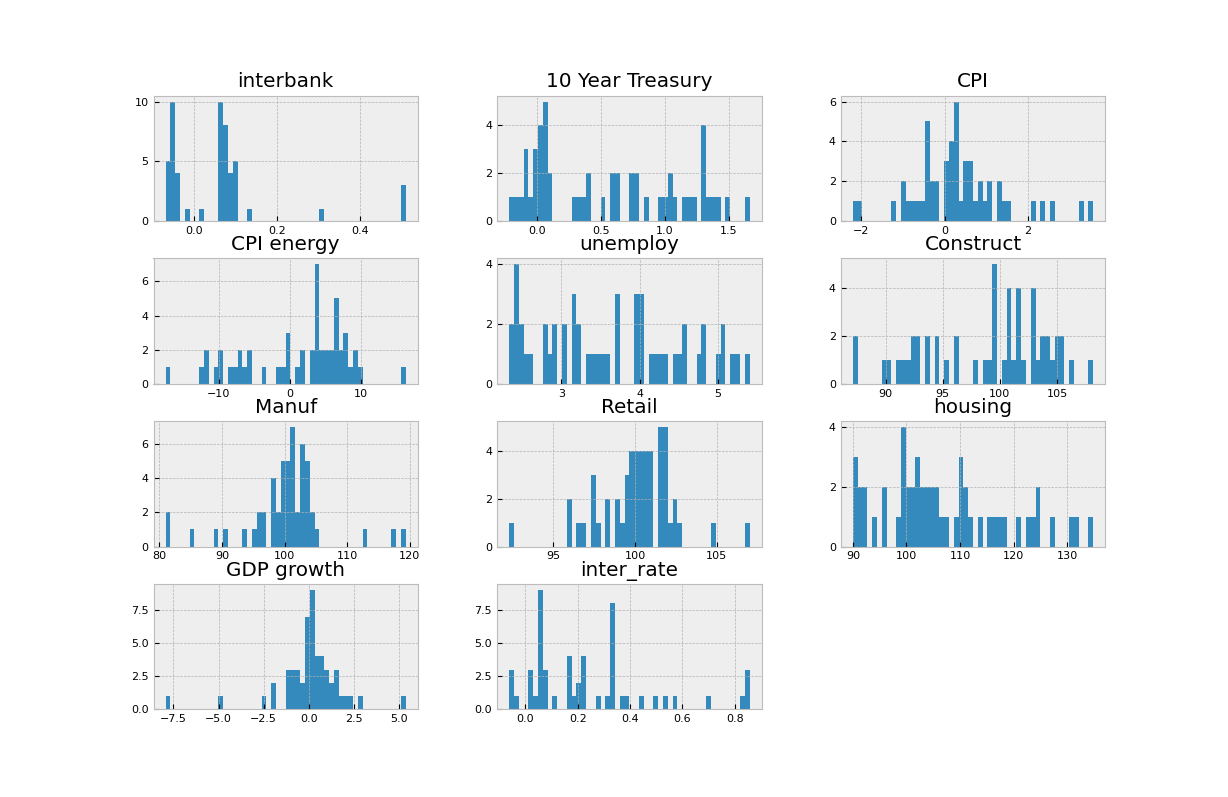 interbank 10 Year Treasury CPI
10
5
0
0.0 0.2 0.4
4
2
0
0.0 0.5 1.0 1.5
6
4
2
0
−2 0 2
CPI energy unemploy Construct
6
4
2
0
−10 0 10
4
2
0
3 4 5
4
2
0
90 95 100 105
Manuf Retail housing
6
4
2
0
80 90 100 110 120
4
2
0
95 100 105
4
2
0
90 100 110 120 130
GDP growth inter_rate
7.5
5.0
2.5
0.0
−7.5 −5.0 −2.5 0.0 2.5 5.0
7.5
5.0
2.5
0.0
0.0 0.2 0.4 0.6 0.8